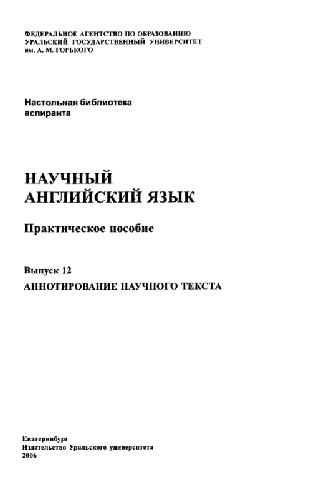 ФЕДЕРАЛЬНОЕ АГЕНТСТВО ПО ОБРАЗОВАНИЮ
УРАЛЬСКИЙ ГОСУДАРСТВЕННЫЙ УНИВЕРСИТЕТ
им. А. М. ГОРЬКОГО
Настольная библиотека
аспиранта
НАУЧНЫЙ
АНГЛИЙСКИЙ ЯЗЫК
Практическое пособие
Выпуск 12
АННОТИРОВАНИЕ НАУЧНОГО ТЕКСТА
Екатеринбург
Издательство Уральского университета
2006